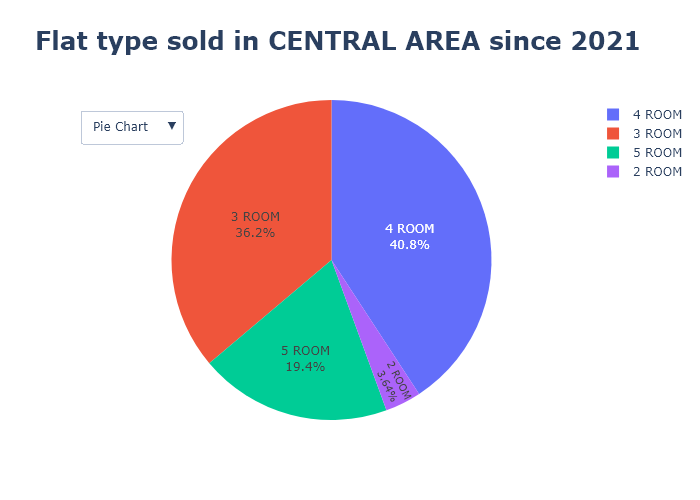 Flat type sold in CENTRAL AREA since 2021
Pie Chart
4 ROOM
3 ROOM
5 ROOM
2 ROOM
3 ROOM
36.2%
4 ROOM
40.8%
5 ROOM
19.4%
2 ROOM
3.64%